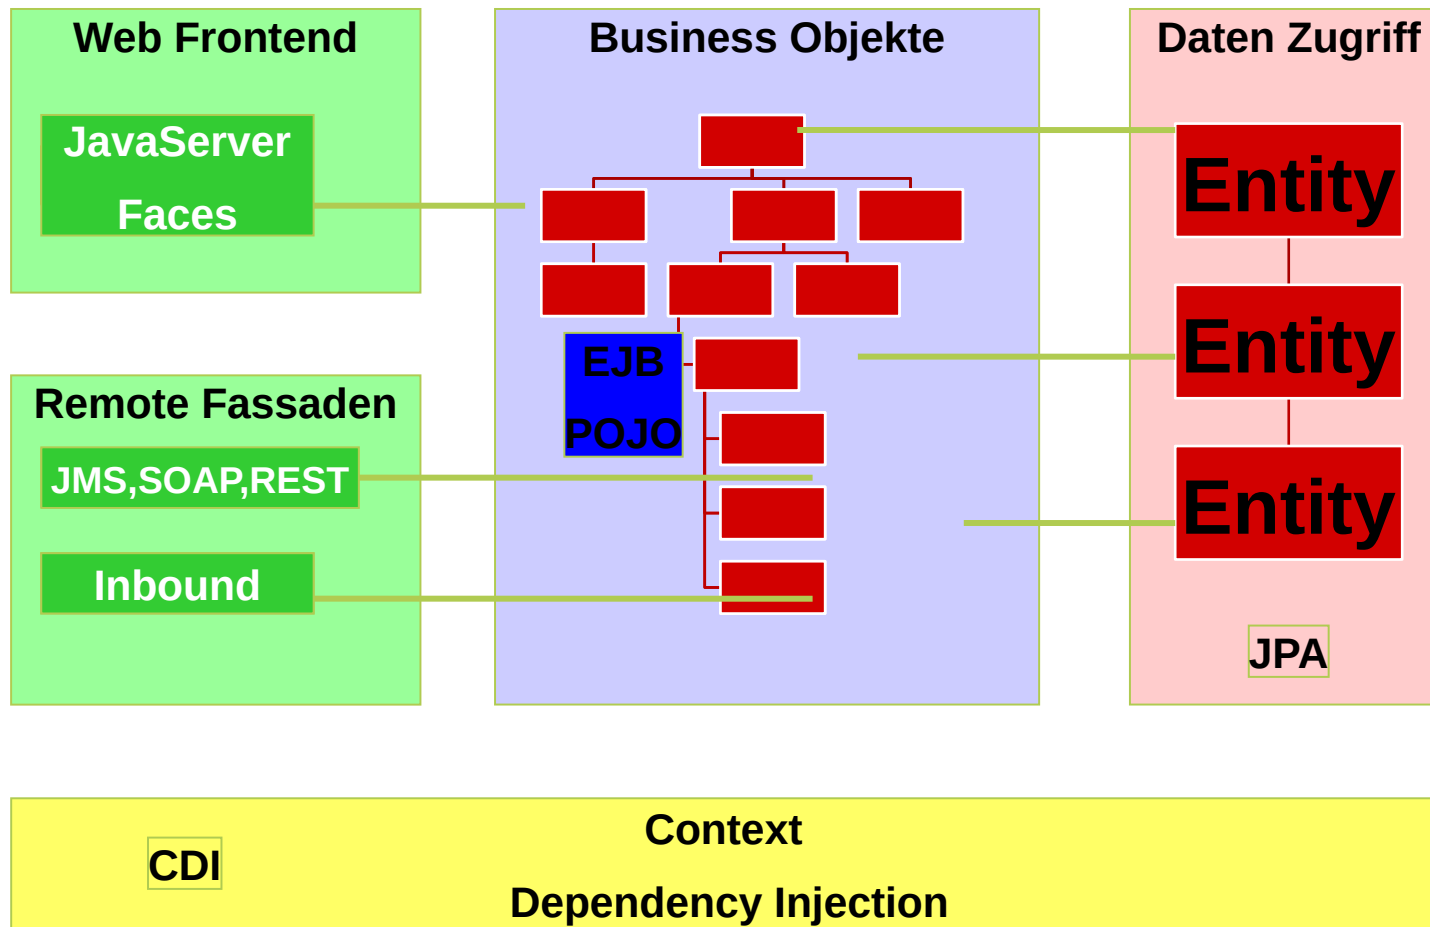 Web Frontend
JavaServer
Faces
Remote Fassaden
JMS,SOAP,REST
Inbound
Business Objekte
EJB
POJO
Daten Zugriff
Entity
Entity
Entity
JPA
CDI
Context
Dependency Injection